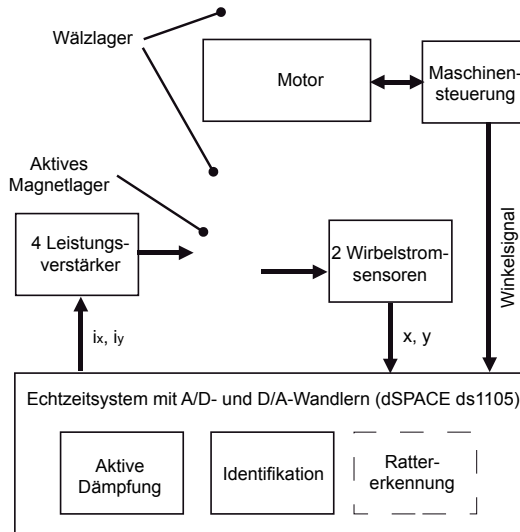 Wälzlager
Motor
Maschinen-
steuerung
Aktives
Magnetlager
4 Leistungs-
verstärker
2 Wirbelstrom-
sensoren
Winkelsignal
ix, iy
x, y
Echtzeitsystem mit A/D- und D/A-Wandlern (dSPACE ds1105)
Aktive
Dämpfung
Identifikation
Ratter-
erkennung